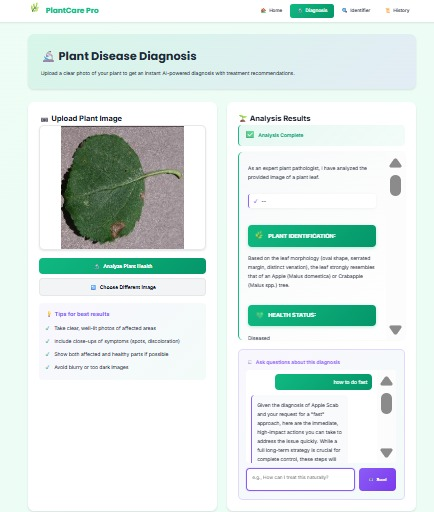 PlantCare Pro
Home
Diagnosis
Identifier
History
Plant Disease Diagnosis
Upload a clear photo of your plant to get an instant AI-powered diagnosis with treatment recommendations.
Upload Plant Image
Analyze Plant Health
Choose Different Image
Tips for best results
✓ Take clear, well-lit photos of affected areas
✓ Include close-ups of symptoms (spots, discoloration)
✓ Show both affected and healthy parts if possible
✓ Avoid blurry or too dark images
Analysis Results
Analysis Complete
As an expert plant pathologist, I have analyzed the
provided image of a plant leaf.
✓ --
PLANT IDENTIFICATION:
Based on the leaf morphology (oval shape, serrated
margin, distinct venation), the leaf strongly resembles
that of an Apple (Malus domestica) or Crabapple
(Malus spp.) tree.
HEALTH STATUS:
Diseased
Ask questions about this diagnosis
how to do fast
Given the diagnosis of Apple Scab
and your request for a "fast"
approach, here are the immediate,
high-impact actions you can take to
address the issue quickly. While a
full long-term strategy is crucial for
complete control, these steps will
e.g., How can I treat this naturally?
Send